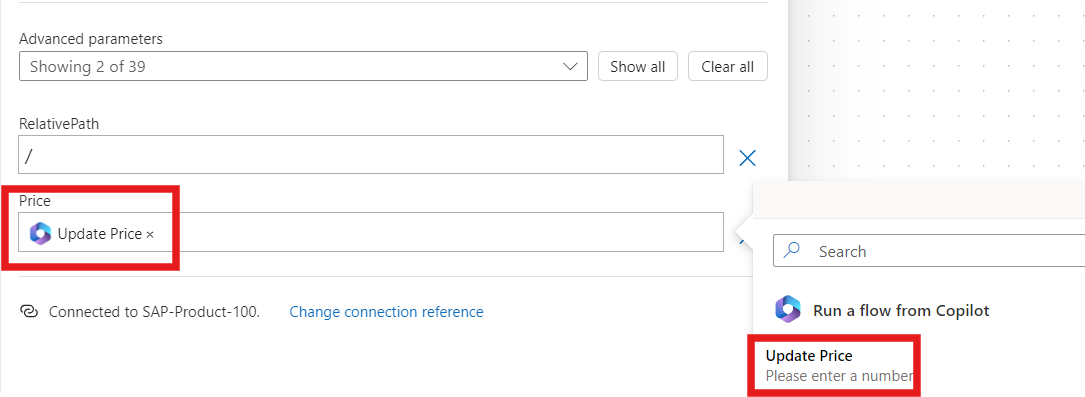 Advanced parameters
Showing 2 of 39
Show all
Clear all
RelativePath
/
Price
Update Price ×
Connected to SAP-Product-100.
Change connection reference
Search
Run a flow from Copilot
Update Price
Please enter a number